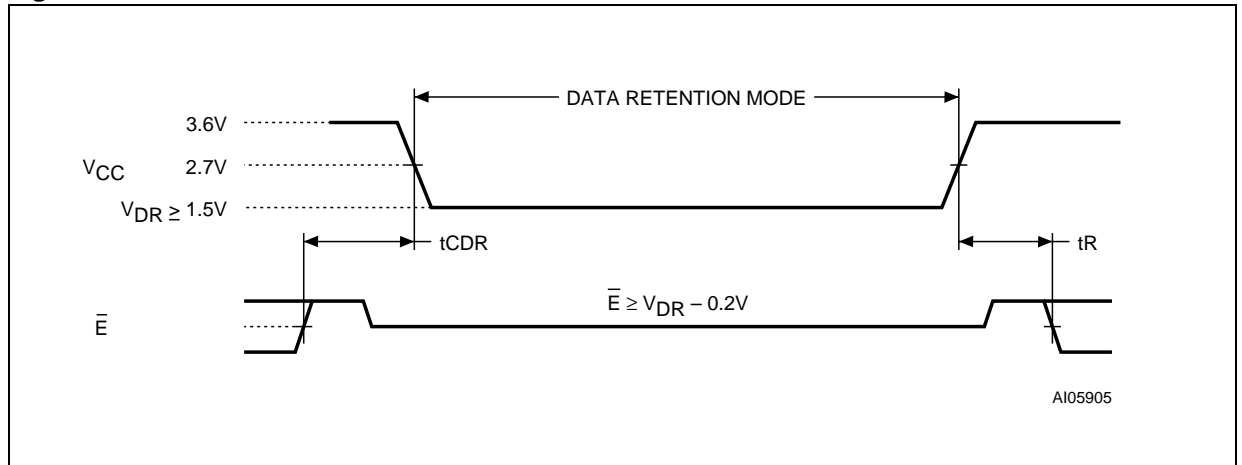 DATA RETENTION MODE
3.6V
VCC 2.7V
VDR ≥ 1.5V
tCDR
tR
E̅ ≥ VDR – 0.2V
E̅
AI05905